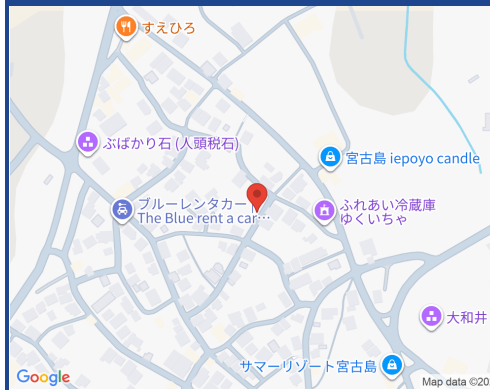 すえひろ
ぶばかり石 (人頭税石)
宮古島 iepoyo candle
ブルーレンタカー |
The Blue rent a car…
ふれあい冷蔵庫
ゆくいちゃ
大和井
サマーリゾート宮古島
Google
Map data ©20